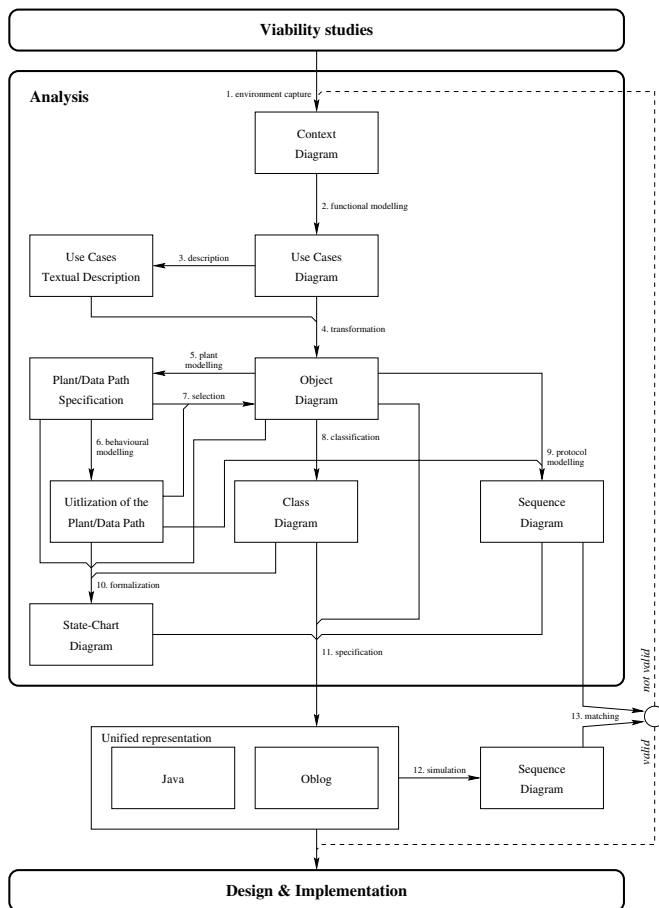 Viability studies
Analysis
1. environment capture
Context
Diagram
2. functional modelling
Use Cases
Textual Description
3. description
Use Cases
Diagram
4. transformation
5. plant
modelling
Plant/Data Path
Specification
7. selection
Object
Diagram
6. behavioural
modelling
8. classification
9. protocol
modelling
Uitlization of the
Plant/Data Path
Class
Diagram
Sequence
Diagram
10. formalization
State-Chart
Diagram
11. specification
not valid
13. matching
valid
Unified representation
Java
Oblog
12. simulation
Sequence
Diagram
Design & Implementation